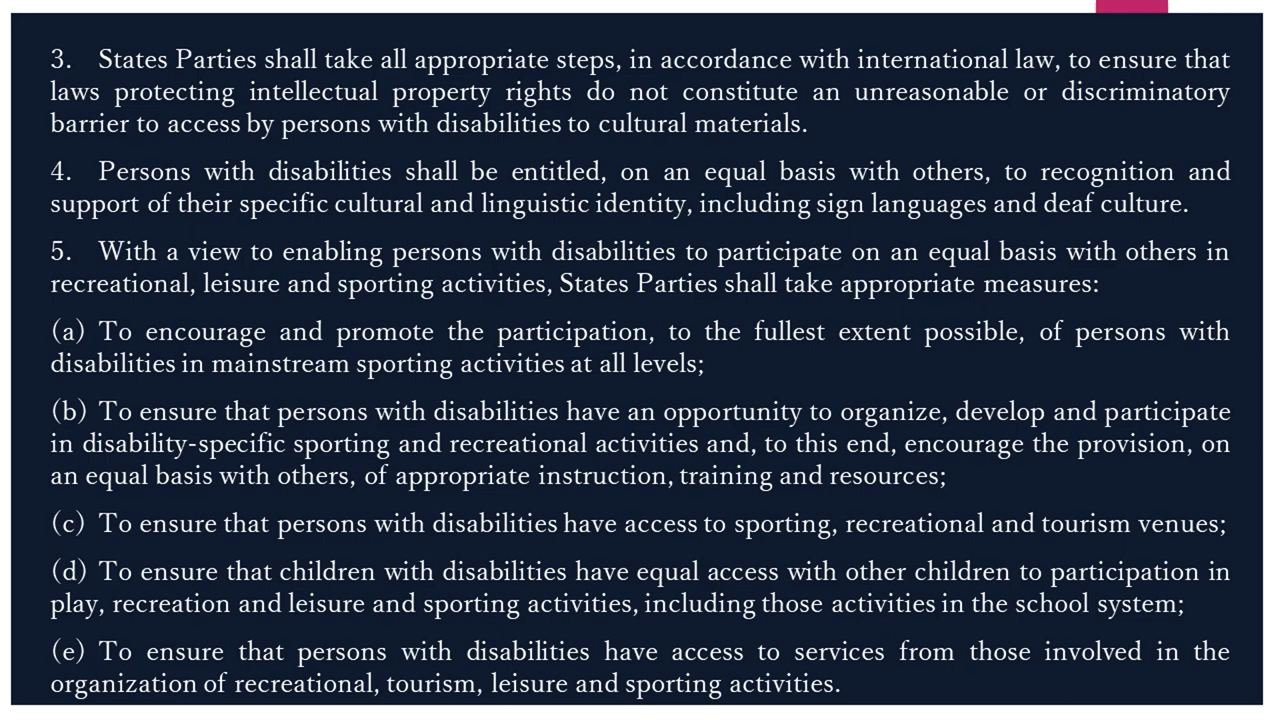 3. States Parties shall take all appropriate steps, in accordance with international law, to ensure that
laws protecting intellectual property rights do not constitute an unreasonable or discriminatory
barrier to access by persons with disabilities to cultural materials.
4. Persons with disabilities shall be entitled, on an equal basis with others, to recognition and
support of their specific cultural and linguistic identity, including sign languages and deaf culture.
5. With a view to enabling persons with disabilities to participate on an equal basis with others in
recreational, leisure and sporting activities, States Parties shall take appropriate measures:
(a) To encourage and promote the participation, to the fullest extent possible, of persons with
disabilities in mainstream sporting activities at all levels;
(b) To ensure that persons with disabilities have an opportunity to organize, develop and participate
in disability-specific sporting and recreational activities and, to this end, encourage the provision, on
an equal basis with others, of appropriate instruction, training and resources;
(c) To ensure that persons with disabilities have access to sporting, recreational and tourism venues;
(d) To ensure that children with disabilities have equal access with other children to participation in
play, recreation and leisure and sporting activities, including those activities in the school system;
(e) To ensure that persons with disabilities have access to services from those involved in the
organization of recreational, tourism, leisure and sporting activities.